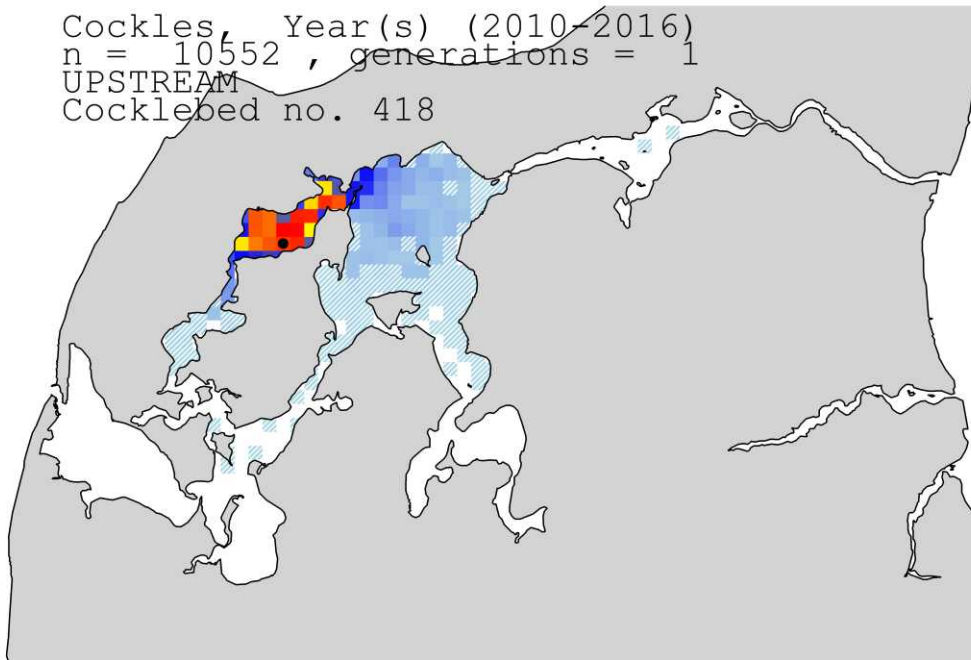 Cockles, Year(s) (2010-2016)
n = 10552 , generations = 1
UPSTREAM
Cocklebed no. 418